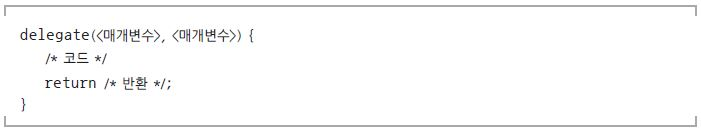 delegate(<매개변수>, <매개변수>) {
/* 코드 */
return /* 반환 */;
}